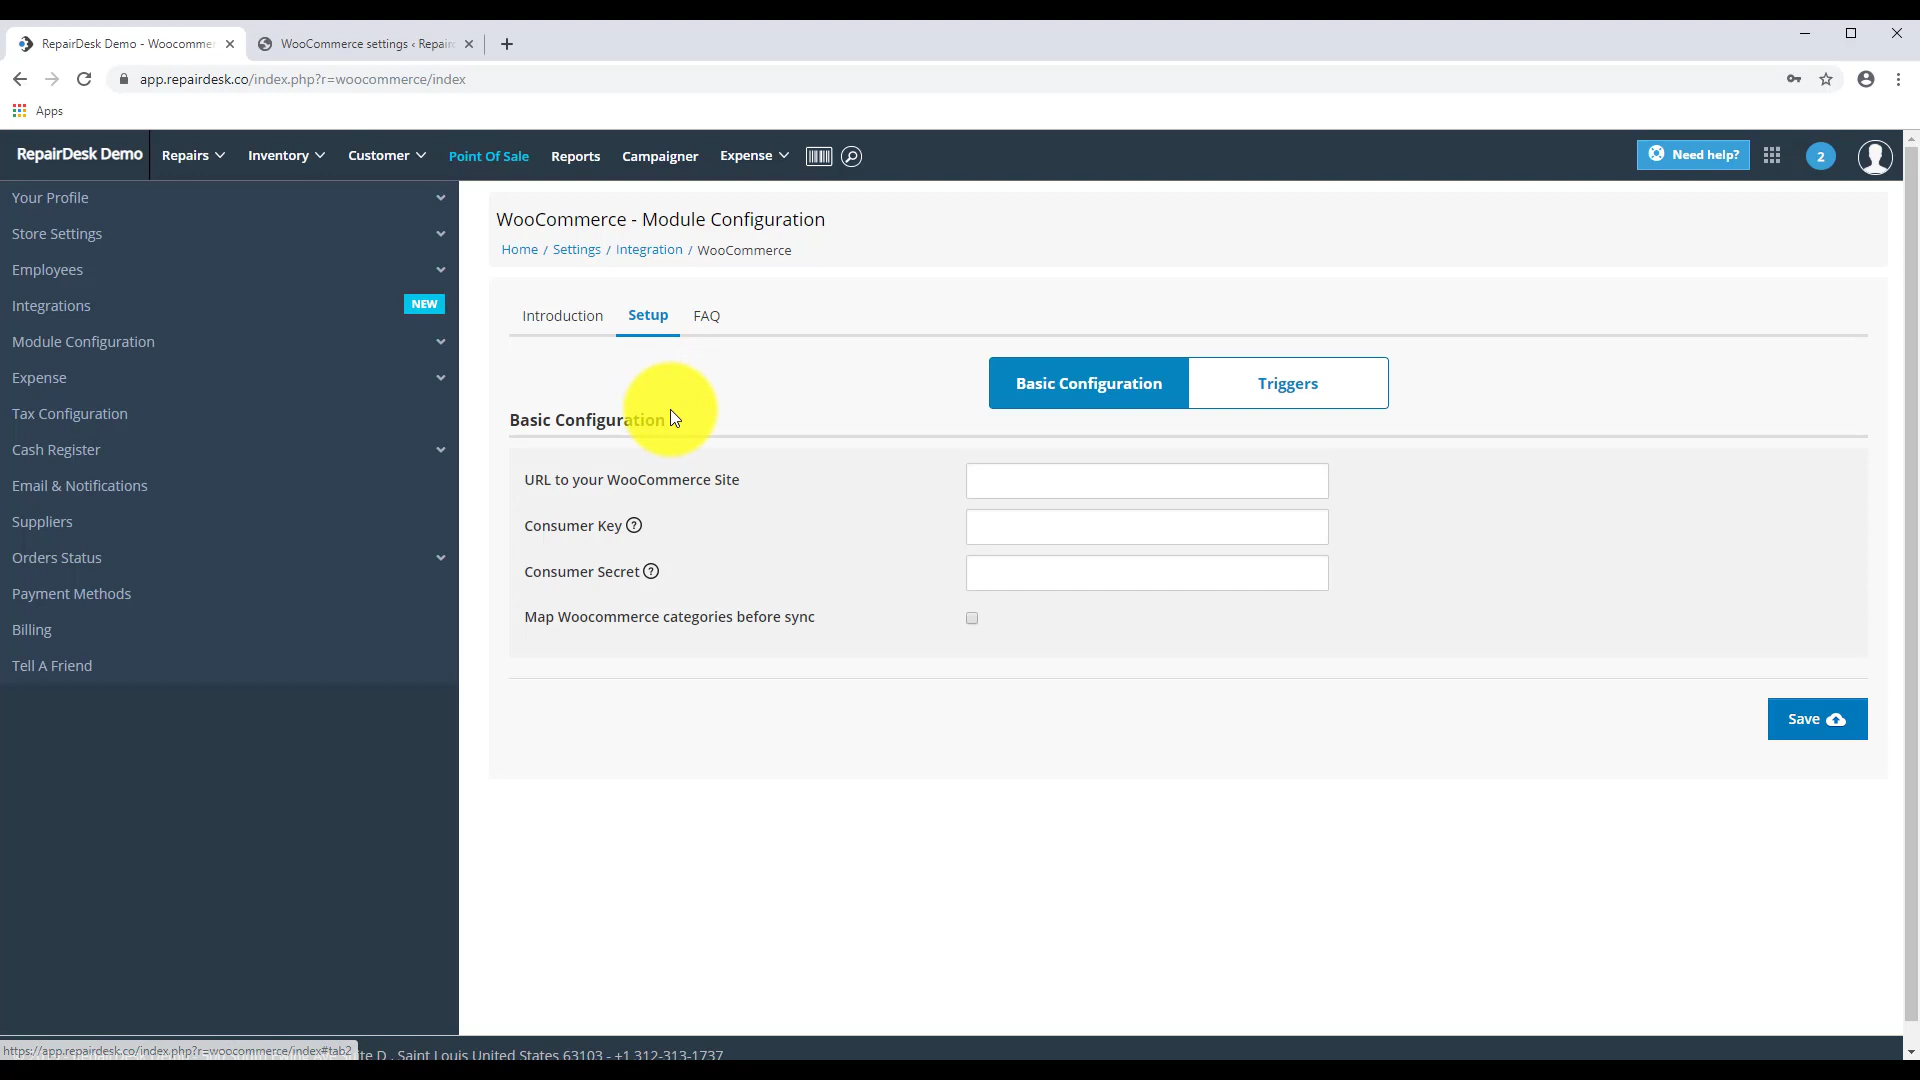 RepairDesk Demo - Woocommer
WooCommerce settings ‹ Repair
app.repairdesk.co/index.php?r=woocommerce/index
Apps
RepairDesk Demo
Repairs
Inventory
Customer
Point Of Sale
Reports
Campaigner
Expense
Need help?
2
Your Profile
Store Settings
Employees
Integrations
NEW
Module Configuration
Expense
Tax Configuration
Cash Register
Email & Notifications
Suppliers
Orders Status
Payment Methods
Billing
Tell A Friend
WooCommerce - Module Configuration
Home / Settings / Integration / WooCommerce
Introduction
Setup
FAQ
Basic Configuration
Triggers
Basic Configuration
URL to your WooCommerce Site
Consumer Key ?
Consumer Secret ?
Map Woocommerce categories before sync
Save
https://app.repairdesk.co/index.php?r=woocommerce/index#tab2
D , Saint Louis United States 63103 - +1 312-313-1737